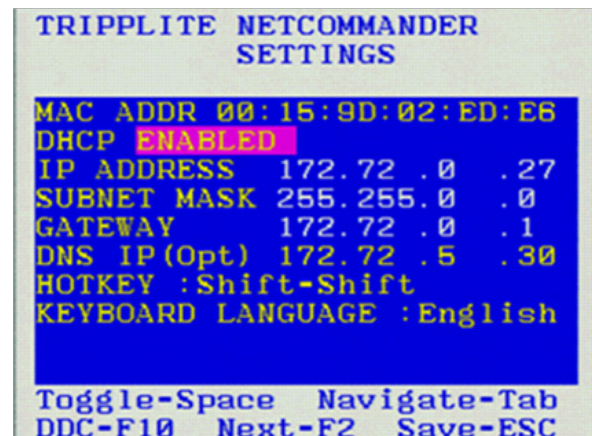 TRIPPLITE NETCOMMANDER
SETTINGS
MAC ADDR 00:15:9D:02:ED:E6
DHCP ENABLED
IP ADDRESS 172.72 .0 .27
SUBNET MASK 255.255.0 .0
GATEWAY 172.72 .0 .1
DNS IP(Opt) 172.72 .5 .30
HOTKEY :Shift-Shift
KEYBOARD LANGUAGE :English
Toggle-Space Navigate-Tab
DDC-F10 Next-F2 Save-ESC